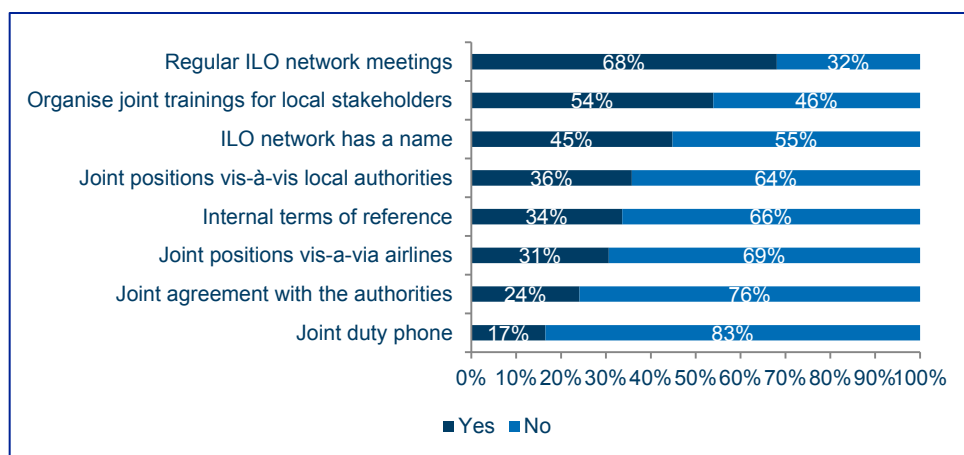 Regular ILO network meetings 68% 32%
Organise joint trainings for local stakeholders 54% 46%
ILO network has a name 45% 55%
Joint positions vis-à-vis local authorities 36% 64%
Internal terms of reference 34% 66%
Joint positions vis-a-via airlines 31% 69%
Joint agreement with the authorities 24% 76%
Joint duty phone 17% 83%
0% 10% 20% 30% 40% 50% 60% 70% 80% 90% 100%
Yes No